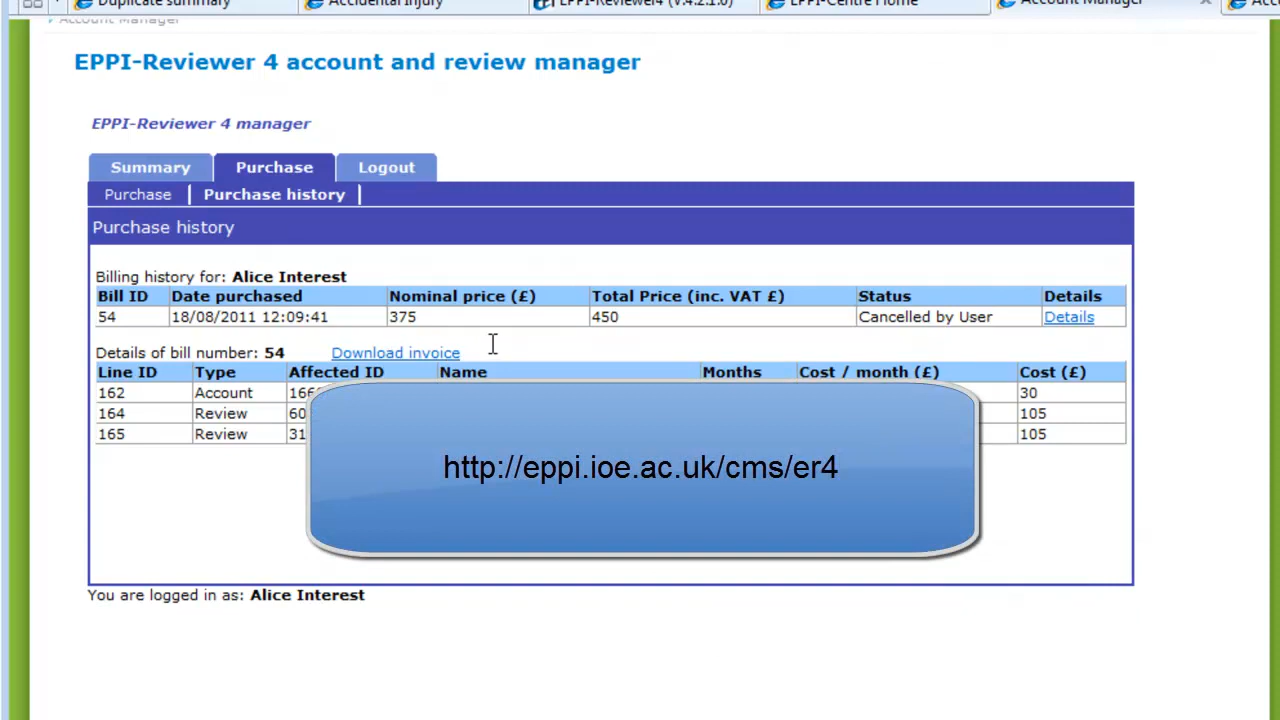 Duplicate summary Accidental injury EPPI-Reviewer4 (V.4.2.1.0) EPPI-Centre Home Account Manager
Account Manager
EPPI-Reviewer 4 account and review manager
EPPI-Reviewer 4 manager
Summary Purchase Logout
Purchase Purchase history
Purchase history
Billing history for: Alice Interest
Bill ID Date purchased Nominal price (£) Total Price (inc. VAT £) Status Details
54 18/08/2011 12:09:41 375 450 Cancelled by User Details
Details of bill number: 54 Download invoice
Line ID Type Affected ID Name Months Cost / month (£) Cost (£)
162 Account 30
164 Review 105
165 Review 105
http://eppi.ioe.ac.uk/cms/er4
You are logged in as: Alice Interest